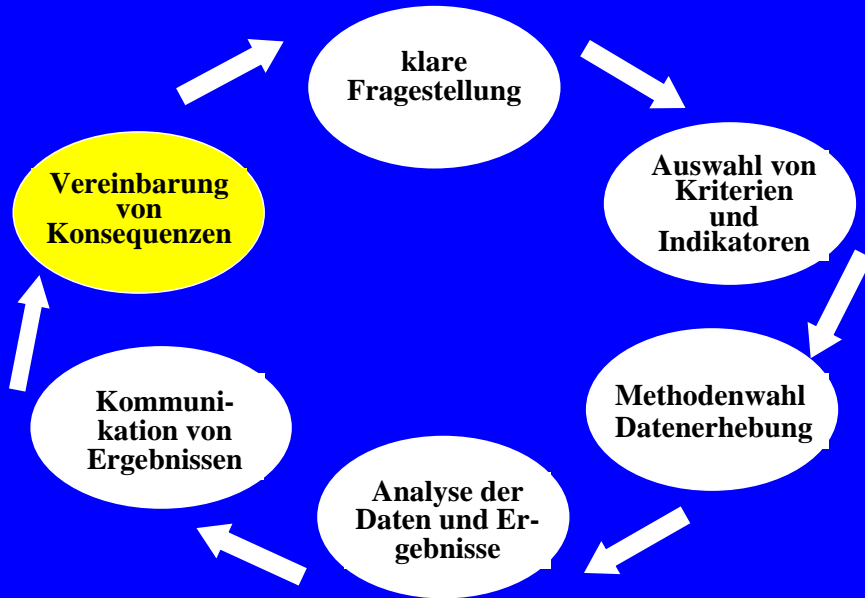 klare
Fragestellung
Auswahl von
Kriterien
und
Indikatoren
Methodenwahl
Datenerhebung
Analyse der
Daten und Er-
gebnisse
Kommuni-
kation von
Ergebnissen
Vereinbarung
von
Konsequenzen